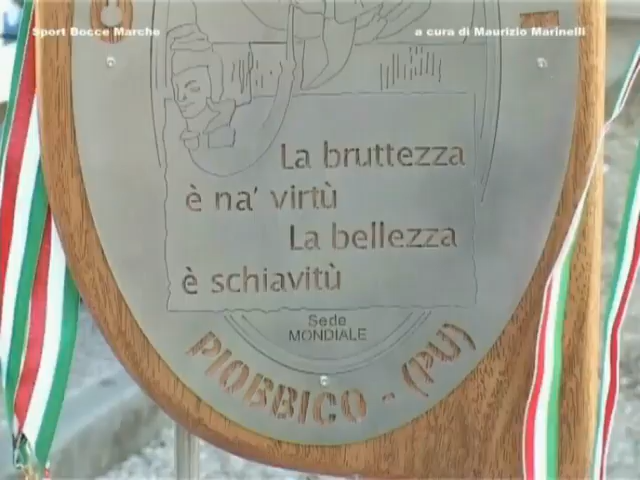 Sport Bocce Marche
a cura di Maurizio Marinelli
La bruttezza
è na' virtù
La bellezza
è schiavitù
Sede
MONDIALE
PIOBBICO - (PU)